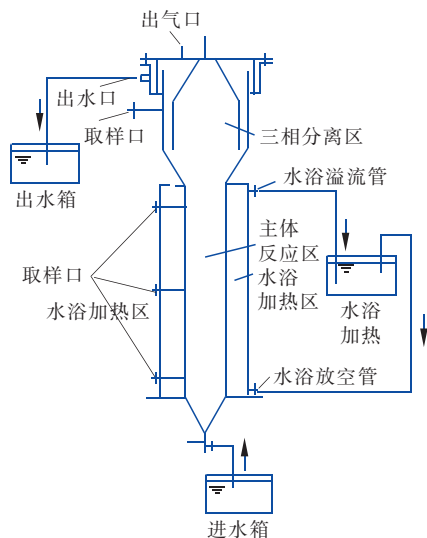 出气口
出水口
取样口
三相分离区
水浴溢流管
出水箱
主体
反应区
取样口
水浴
加热区
水浴加热区
水浴
加热
水浴放空管
进水箱